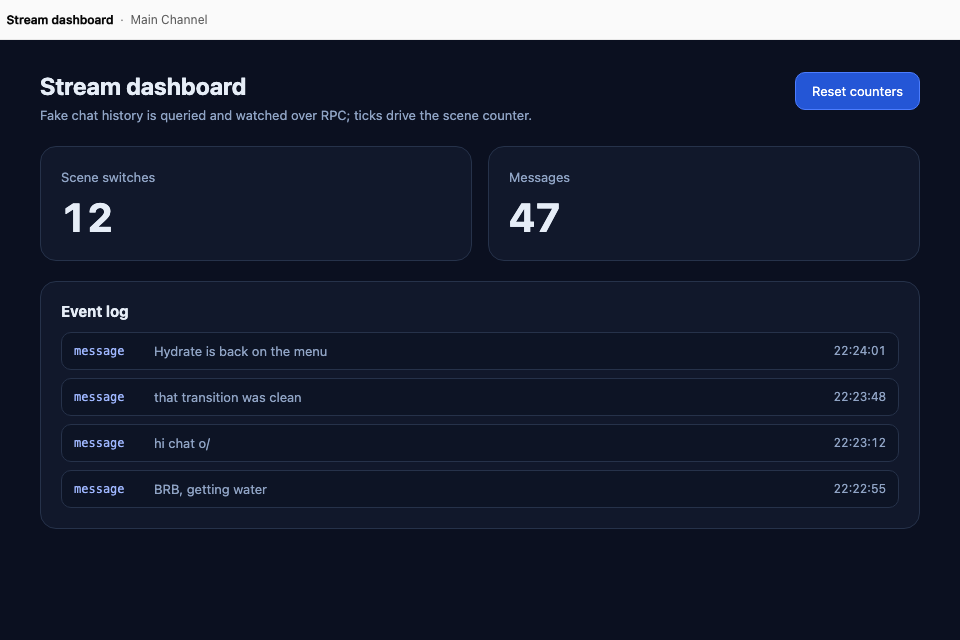 Stream dashboard · Main Channel
Stream dashboard
Reset counters
Fake chat history is queried and watched over RPC; ticks drive the scene counter.
Scene switches
12
Messages
47
Event log
message Hydrate is back on the menu 22:24:01
message that transition was clean 22:23:48
message hi chat o/ 22:23:12
message BRB, getting water 22:22:55